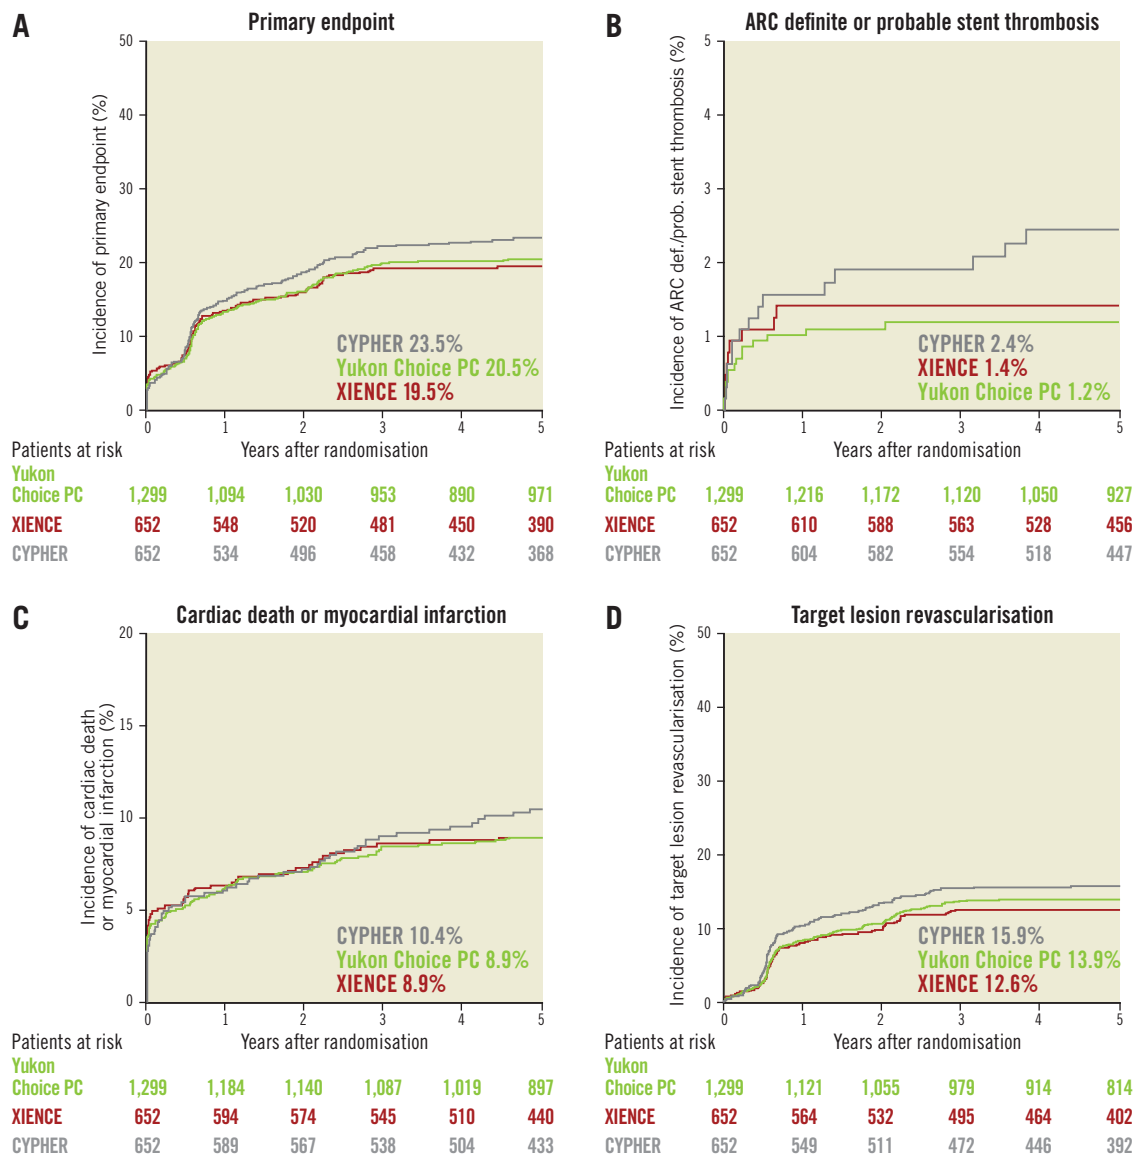 A
Primary endpoint
Incidence of primary endpoint (%)
50
40
30
20
10
0
CYPHER 23.5%
Yukon Choice PC 20.5%
XIENCE 19.5%
0 1 2 3 4 5
Patients at risk
Years after randomisation
Yukon
Choice PC 1,299 1,094 1,030 953 890 971
XIENCE 652 548 520 481 450 390
CYPHER 652 534 496 458 432 368
B
ARC definite or probable stent thrombosis
Incidence of ARC def./prob. stent thrombosis (%)
5
4
3
2
1
0
CYPHER 2.4%
XIENCE 1.4%
Yukon Choice PC 1.2%
0 1 2 3 4 5
Patients at risk
Years after randomisation
Yukon
Choice PC 1,299 1,216 1,172 1,120 1,050 927
XIENCE 652 610 588 563 528 456
CYPHER 652 604 582 554 518 447
C
Cardiac death or myocardial infarction
Incidence of cardiac death
or myocardial infarction (%)
20
15
10
5
0
CYPHER 10.4%
Yukon Choice PC 8.9%
XIENCE 8.9%
0 1 2 3 4 5
Patients at risk
Years after randomisation
Yukon
Choice PC 1,299 1,184 1,140 1,087 1,019 897
XIENCE 652 594 574 545 510 440
CYPHER 652 589 567 538 504 433
D
Target lesion revascularisation
Incidence of target lesion revascularisation (%)
50
40
30
20
10
0
CYPHER 15.9%
Yukon Choice PC 13.9%
XIENCE 12.6%
0 1 2 3 4 5
Patients at risk
Years after randomisation
Yukon
Choice PC 1,299 1,121 1,055 979 914 814
XIENCE 652 564 532 495 464 402
CYPHER 652 549 511 472 446 392